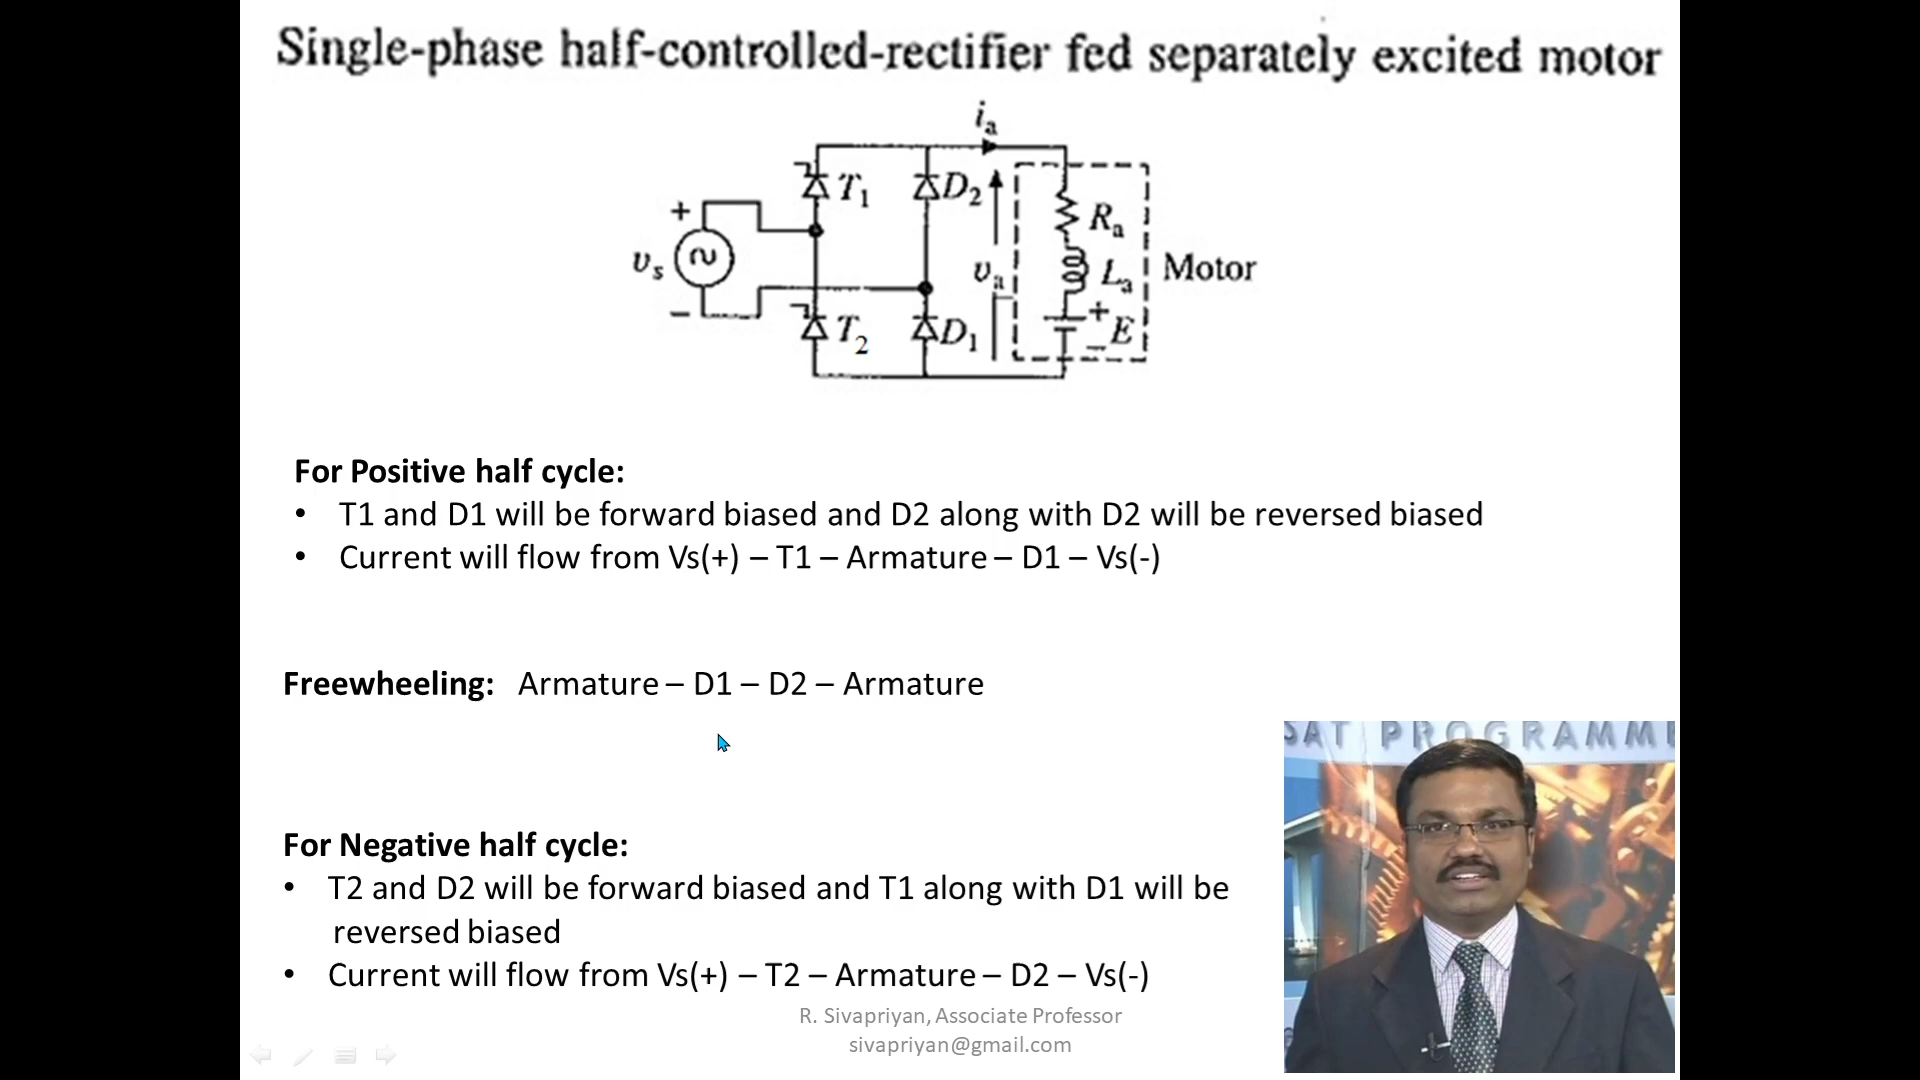 Single-phase half-controlled-rectifier fed separately excited motor
ia
T1
D2
+
Ra
vs
va
La
Motor
+
−
T2
D1
E
−
For Positive half cycle:
• T1 and D1 will be forward biased and D2 along with D2 will be reversed biased
• Current will flow from Vs(+) – T1 – Armature – D1 – Vs(-)
Freewheeling: Armature – D1 – D2 – Armature
SAT PROGRAMME
For Negative half cycle:
• T2 and D2 will be forward biased and T1 along with D1 will be
reversed biased
• Current will flow from Vs(+) – T2 – Armature – D2 – Vs(-)
R. Sivapriyan, Associate Professor
sivapriyan@gmail.com